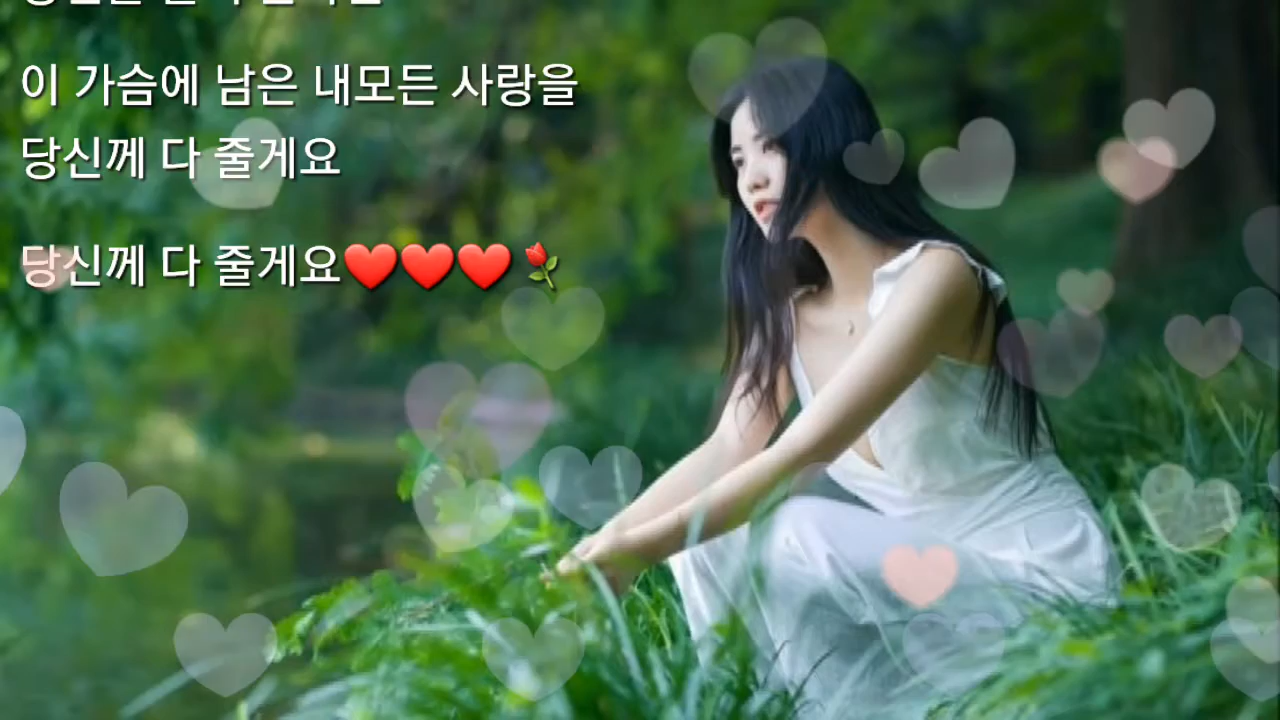 이 가슴에 남은 내모든 사랑을
당신께 다 줄게요
당신께 다 줄게요❤️❤️❤️🌹